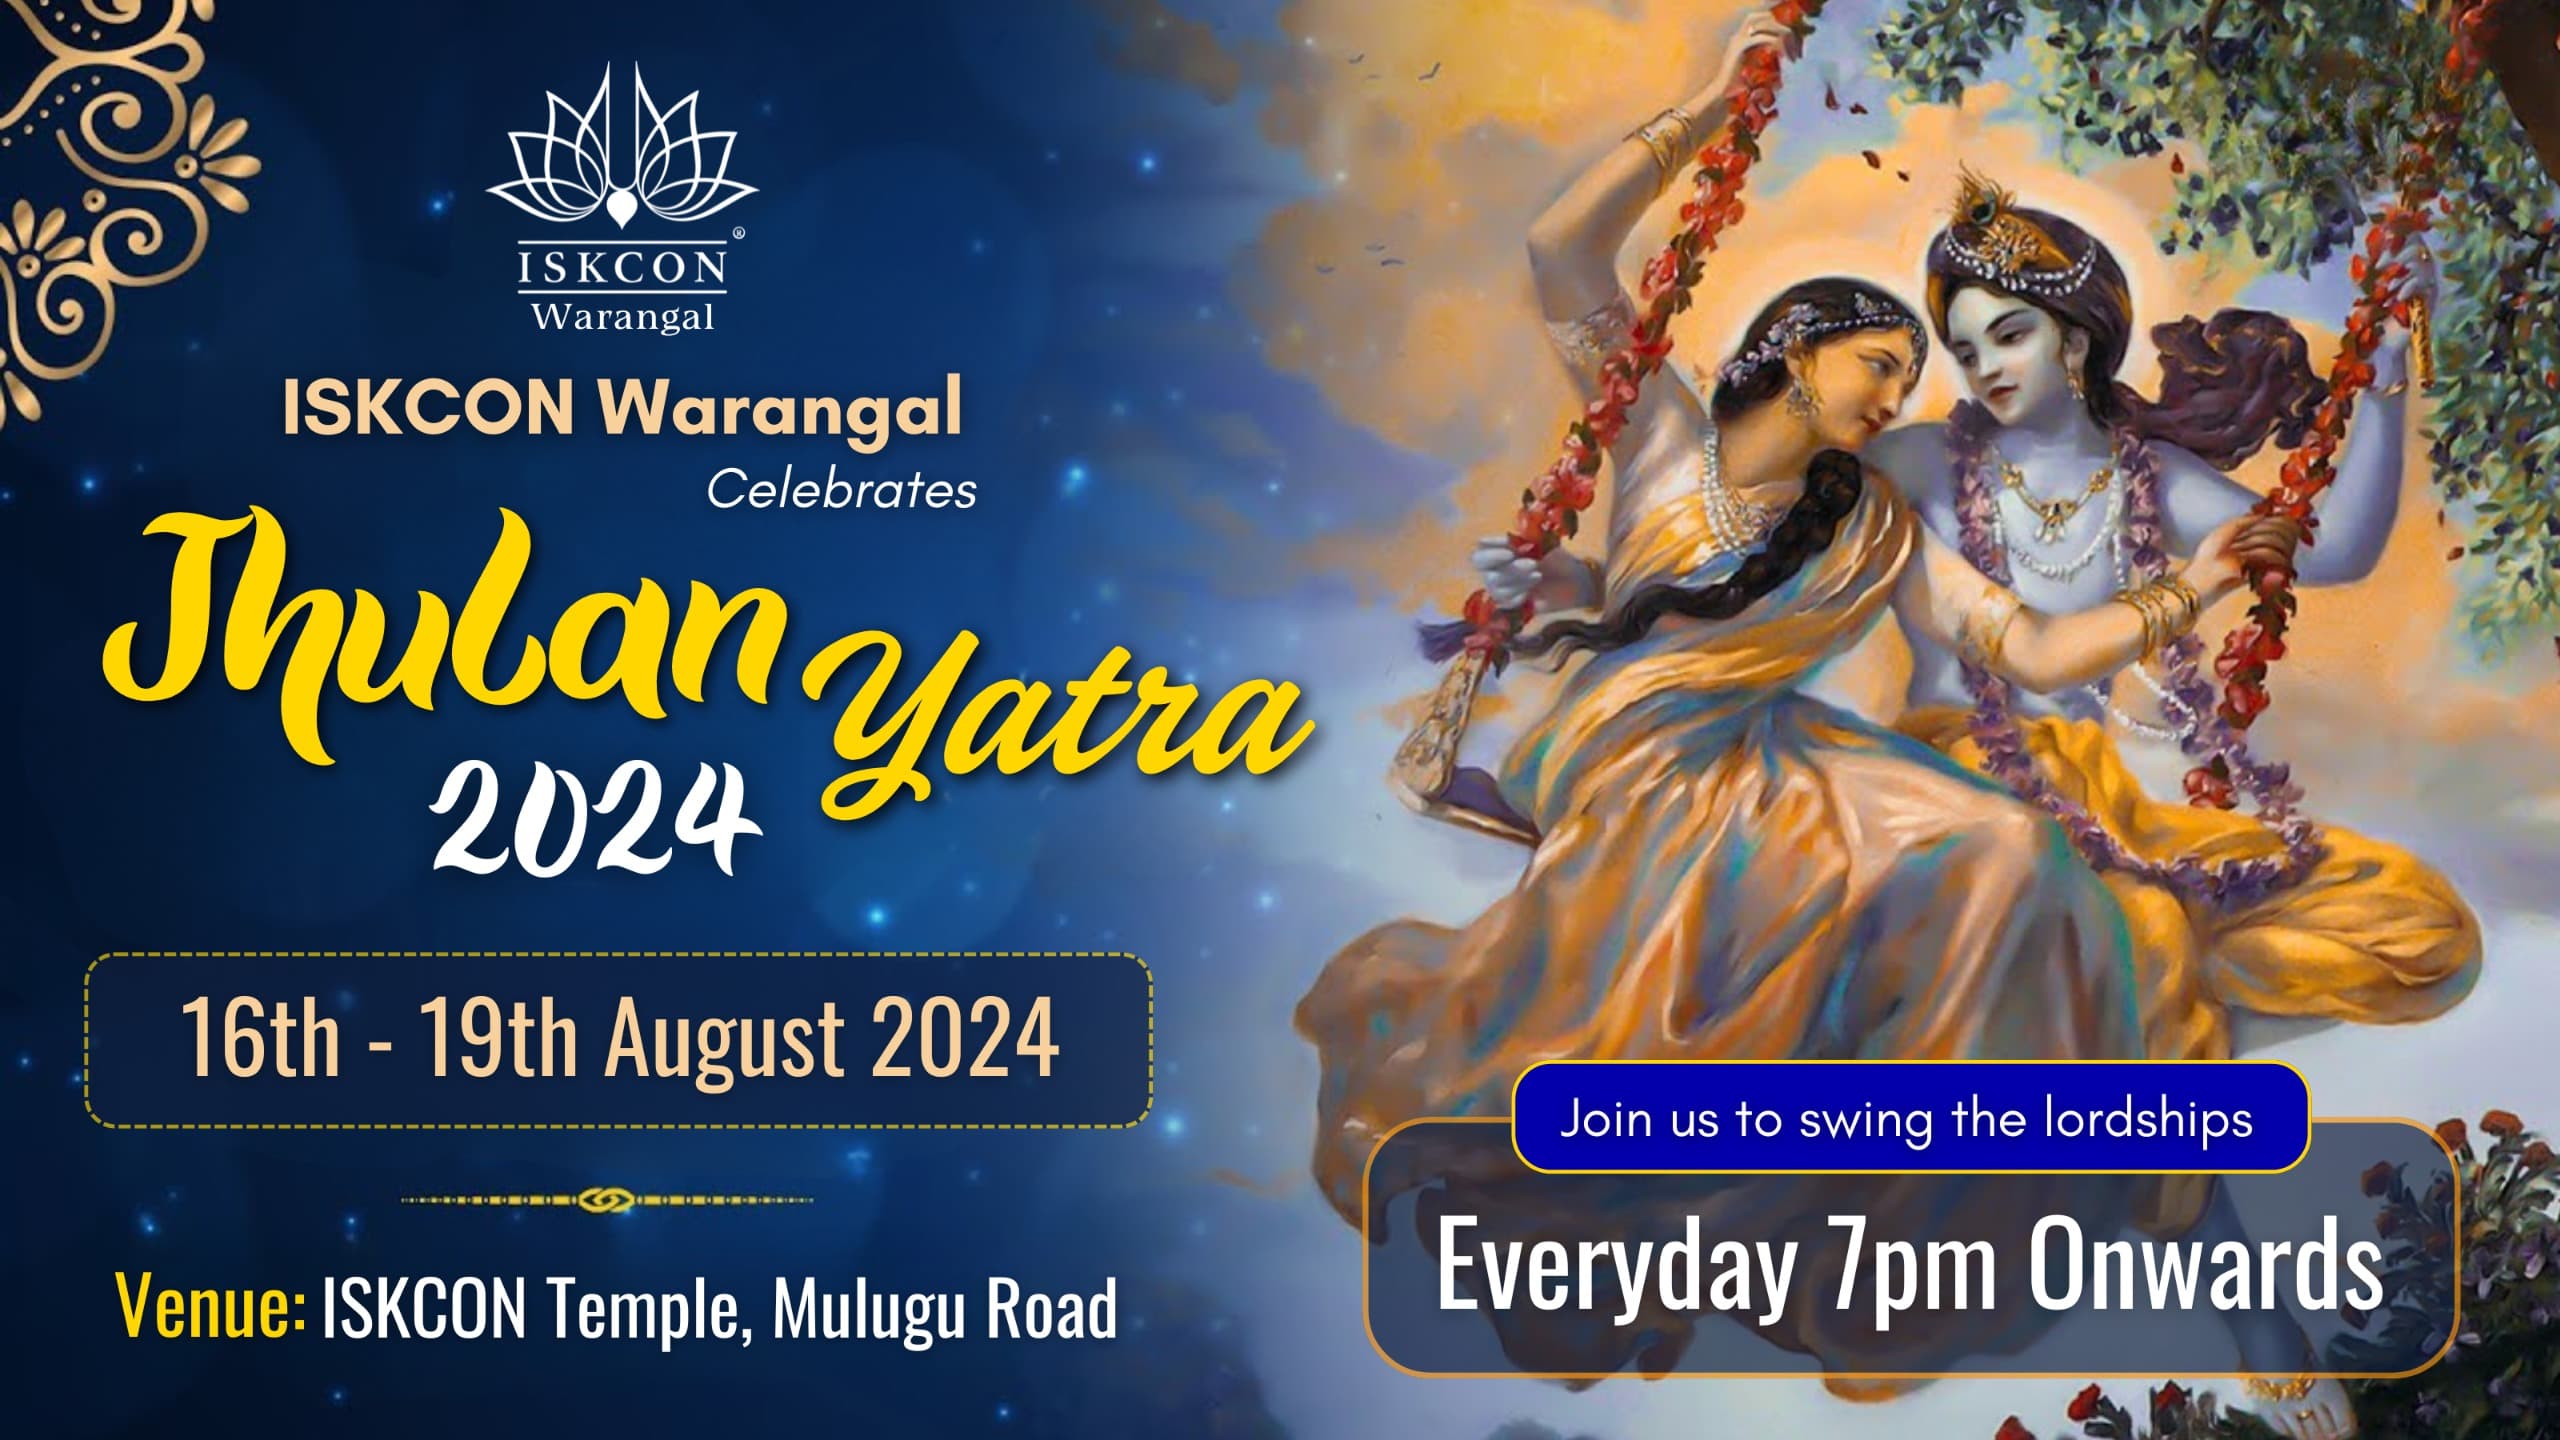 ISKCON®
Warangal
ISKCON Warangal
Celebrates
Jhulan Yatra
2024
16th - 19th August 2024
Venue: ISKCON Temple, Mulugu Road
Join us to swing the lordships
Everyday 7pm Onwards